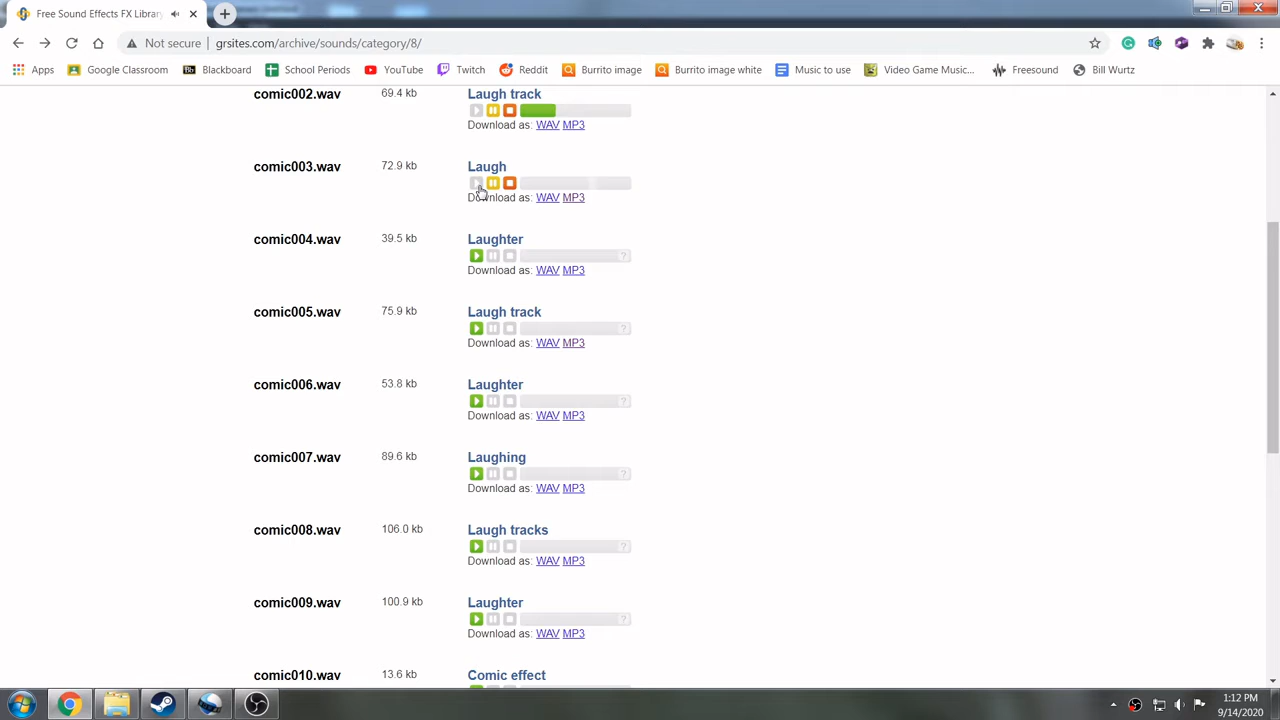 Free Sound Effects FX Library
Not secure | grsites.com/archive/sounds/category/8/
Apps Google Classroom Blackboard School Periods YouTube Twitch Reddit Burrito image Burrito image white Music to use Video Game Music... Freesound Bill Wurtz
comic002.wav 69.4 kb Laugh track
Download as: WAV MP3
comic003.wav 72.9 kb Laugh
Download as: WAV MP3
comic004.wav 39.5 kb Laughter
?
Download as: WAV MP3
comic005.wav 75.9 kb Laugh track
?
Download as: WAV MP3
comic006.wav 53.8 kb Laughter
?
Download as: WAV MP3
comic007.wav 89.6 kb Laughing
?
Download as: WAV MP3
comic008.wav 106.0 kb Laugh tracks
?
Download as: WAV MP3
comic009.wav 100.9 kb Laughter
?
Download as: WAV MP3
comic010.wav 13.6 kb Comic effect
1:12 PM
9/14/2020